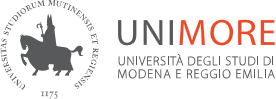 UNIVERSITAS STUDIORUM MUTINENSIS ET REGIENSIS
1175
UNIMORE
UNIVERSITÀ DEGLI STUDI DI
MODENA E REGGIO EMILIA